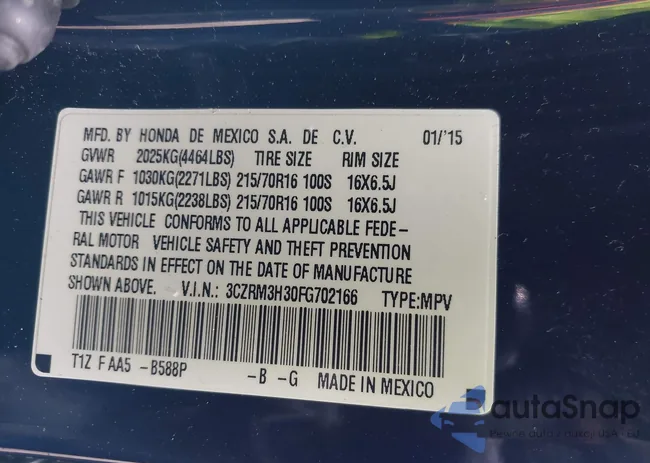 MFD. BY HONDA DE MEXICO S.A. DE C.V. 01/'15
GVWR 2025KG(4464LBS) TIRE SIZE RIM SIZE
GAWR F 1030KG(2271LBS) 215/70R16 100S 16X6.5J
GAWR R 1015KG(2238LBS) 215/70R16 100S 16X6.5J
THIS VEHICLE CONFORMS TO ALL APPLICABLE FEDE-
RAL MOTOR VEHICLE SAFETY AND THEFT PREVENTION
STANDARDS IN EFFECT ON THE DATE OF MANUFACTURE
SHOWN ABOVE. V.I.N.: 3CZRM3H30FG702166 TYPE:MPV
T1Z F AA5 -B588P -B -G MADE IN MEXICO
autaSnap